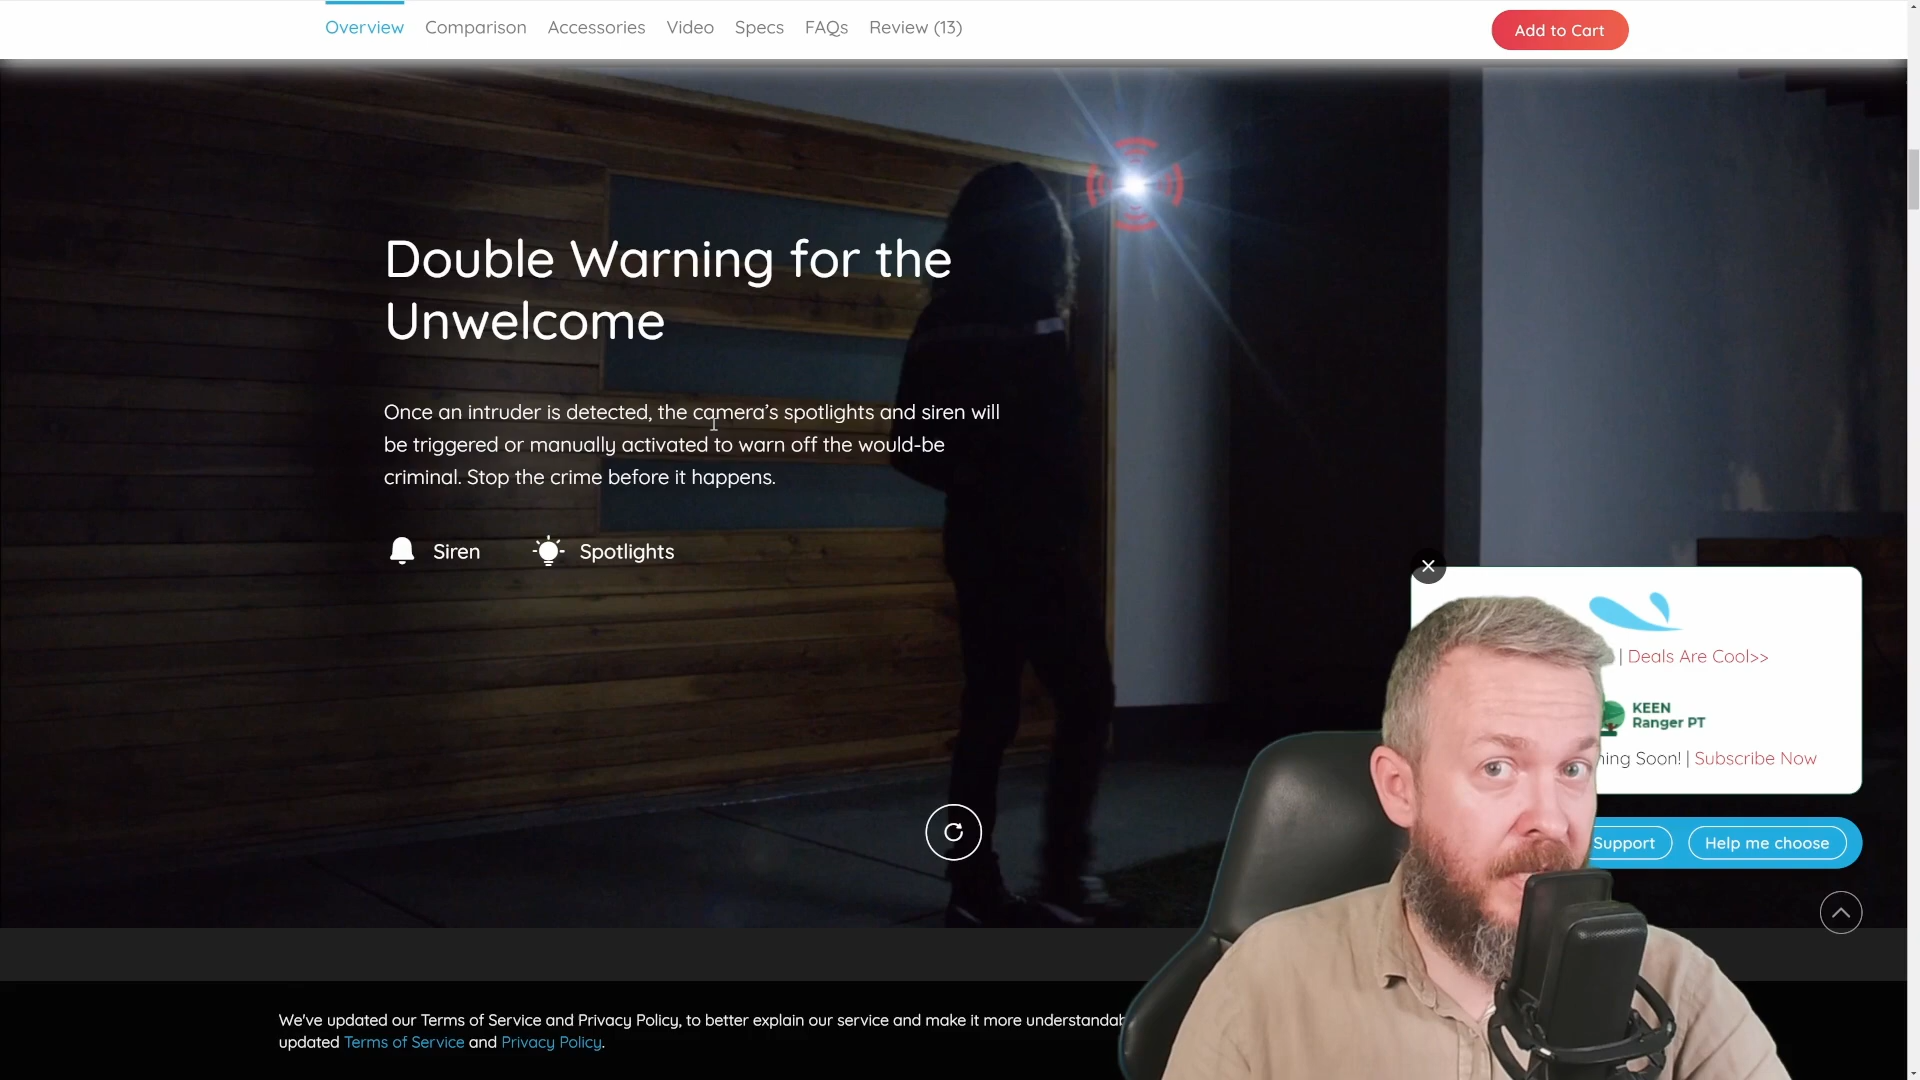 Overview Comparison Accessories Video Specs FAQs Review (13)
Add to Cart
Double Warning for the
Unwelcome
Once an intruder is detected, the camera’s spotlights and siren will
be triggered or manually activated to warn off the would-be
criminal. Stop the crime before it happens.
Siren Spotlights
| Deals Are Cool>>
KEEN
Ranger PT
Soon! | Subscribe Now
Support Help me choose
We've updated our Terms of Service and Privacy Policy, to better explain our service and make it more
updated Terms of Service and Privacy Policy.